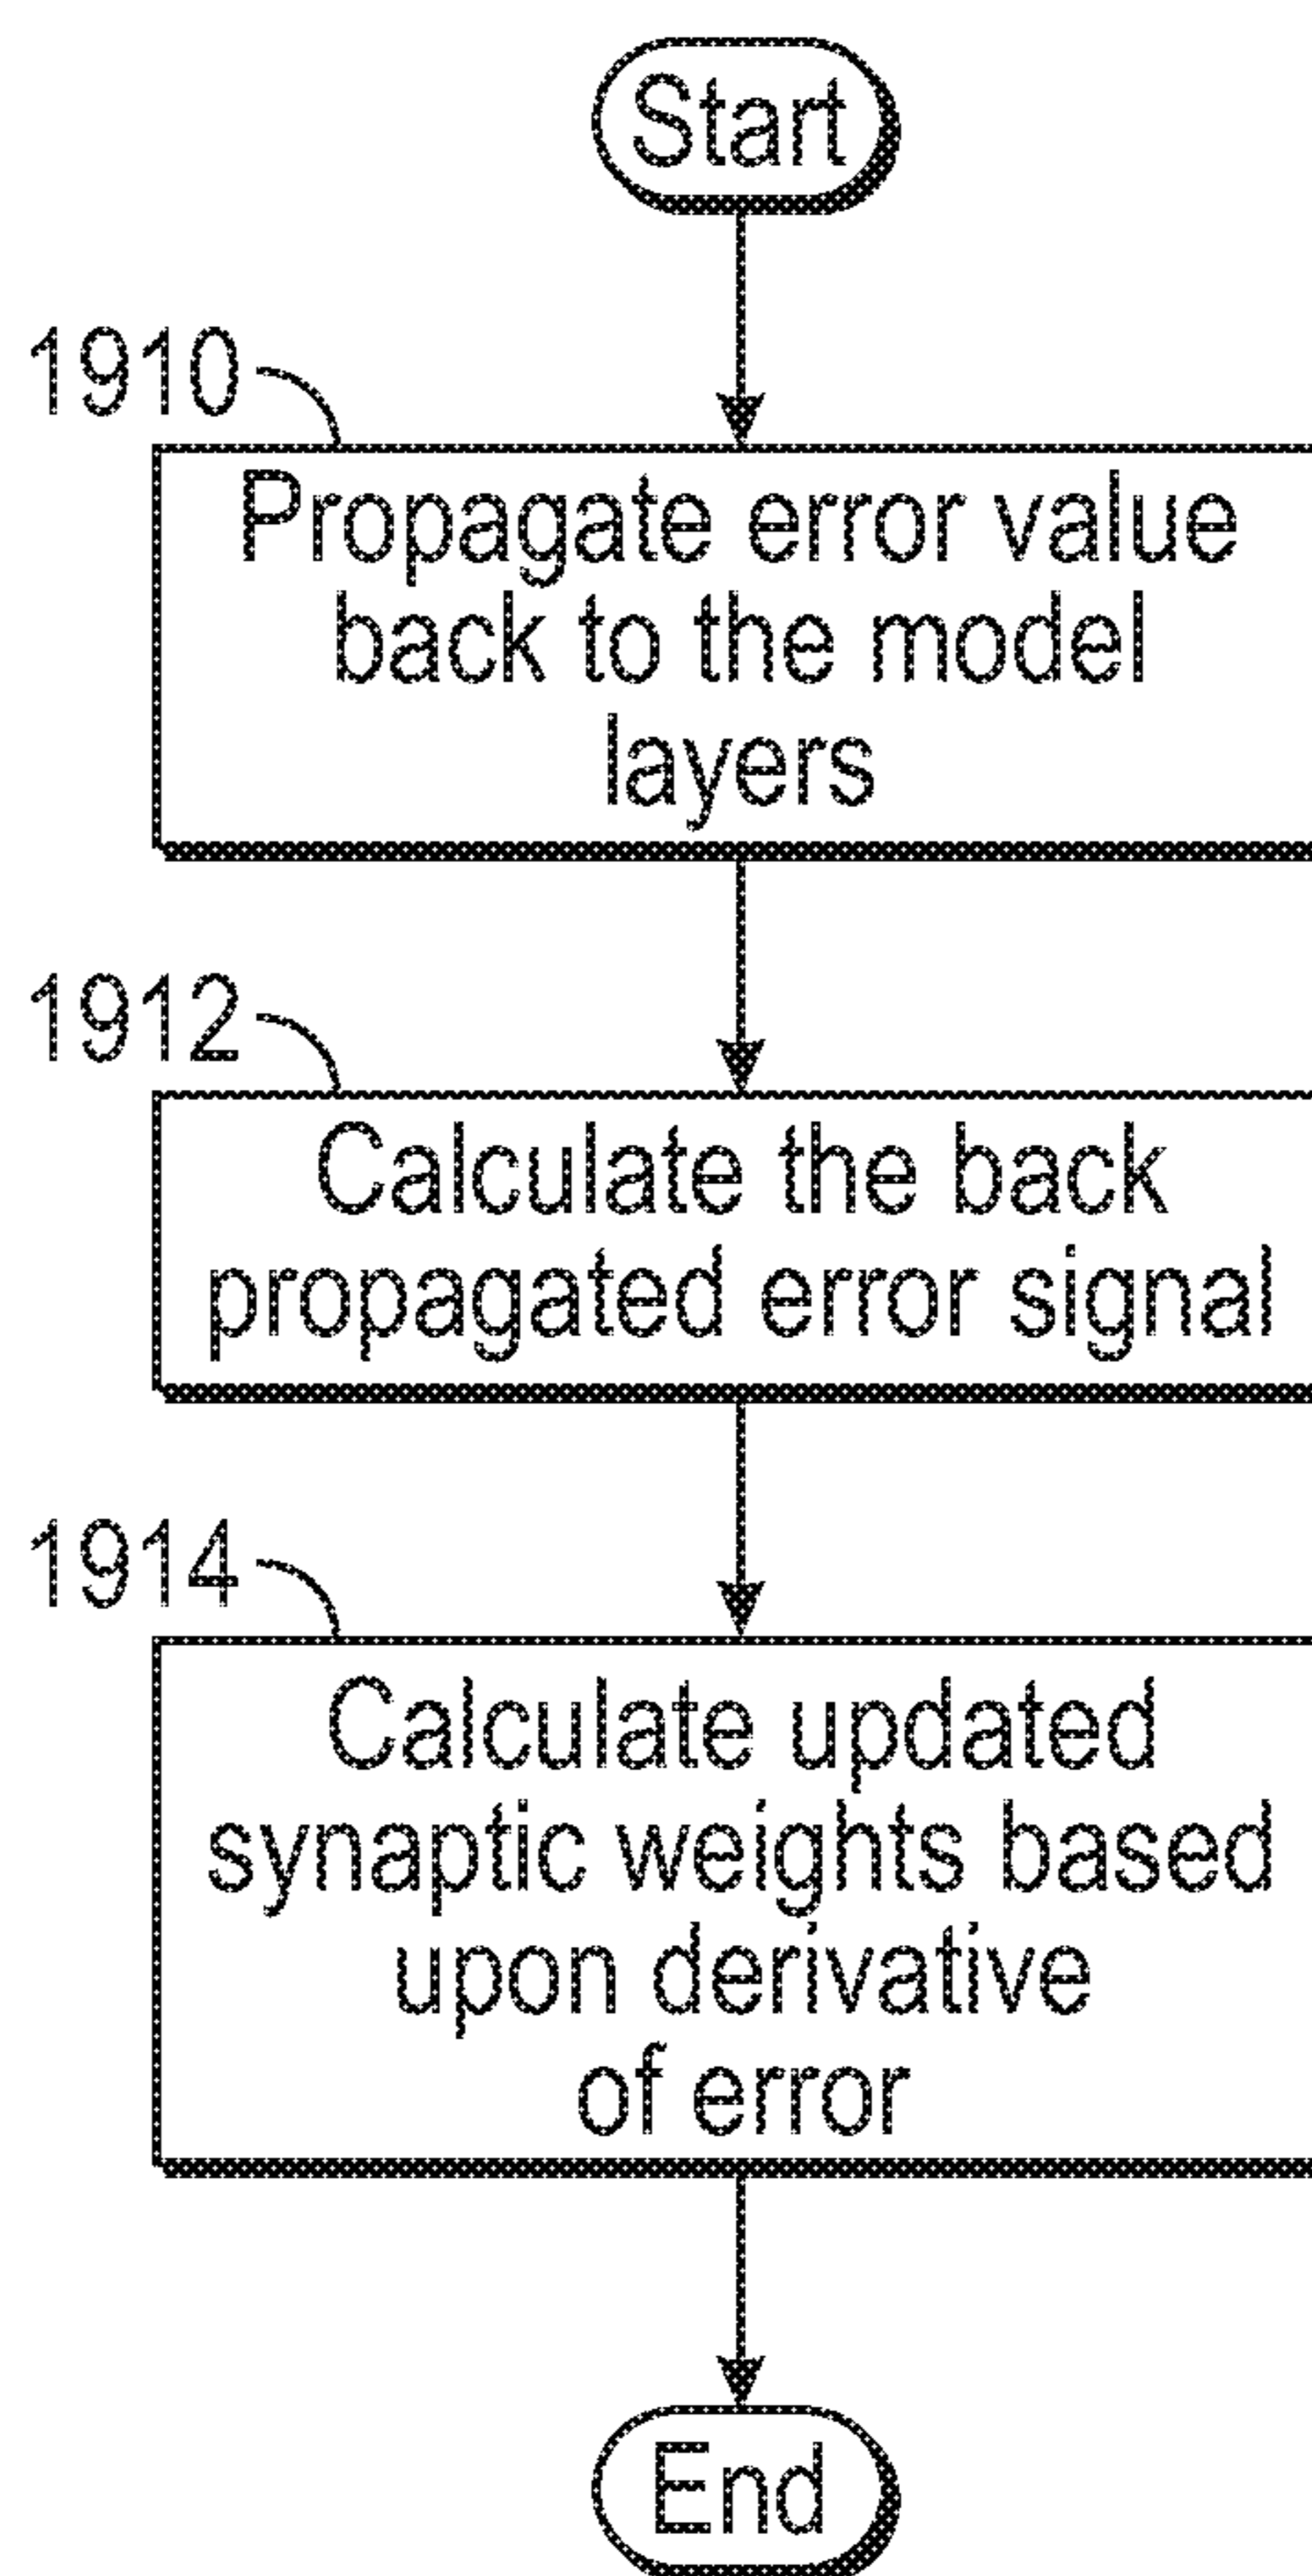 Start
1910
Propagate error value
back to the model
layers
1912
Calculate the back
propagated error signal
1914
Calculate updated
synaptic weights based
upon derivative
of error
End